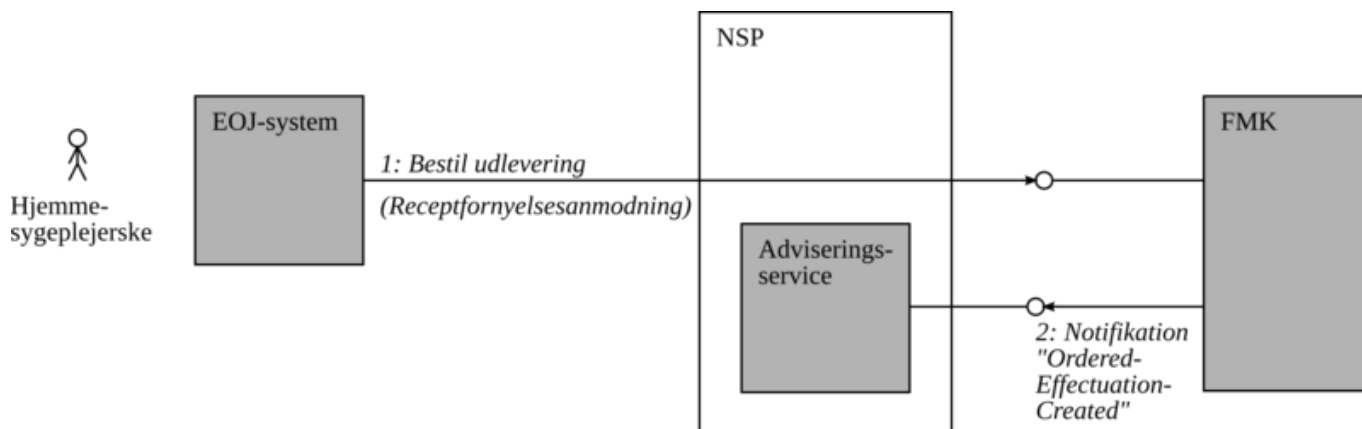 NSP
EOJ-system
FMK
1: Bestil udlevering
(Receptfornyelsesanmodning)
Hjemme-
sygeplejerske
Adviserings-
service
2: Notifikation
"Ordered-
Effectuation-
Created"